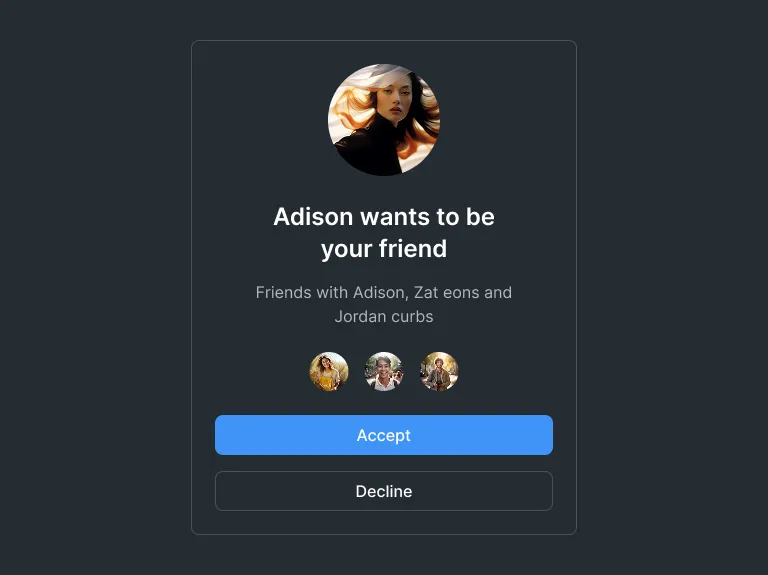 Adison wants to be
your friend
Friends with Adison, Zat eons and
Jordan curbs
Accept
Decline